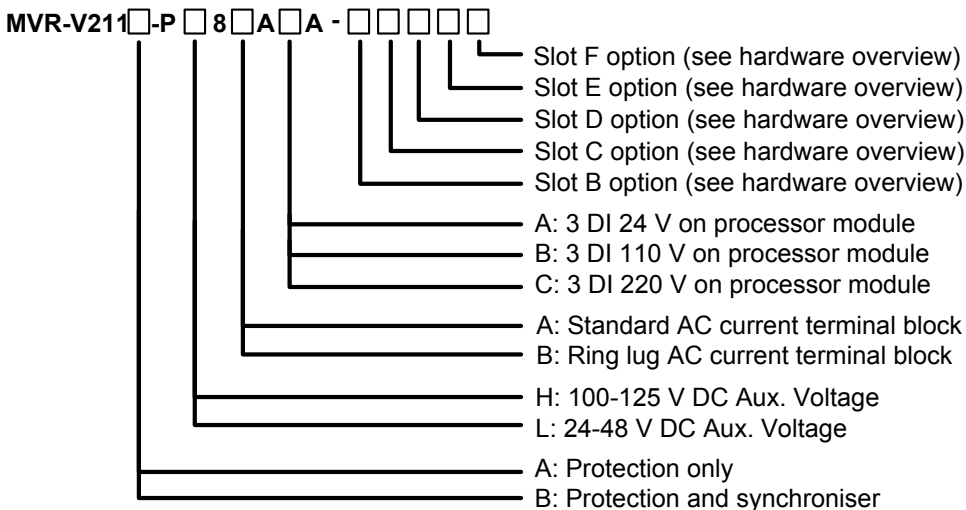 MVR-V211□-P□8□A□A-□□□□□
Slot F option (see hardware overview)
Slot E option (see hardware overview)
Slot D option (see hardware overview)
Slot C option (see hardware overview)
Slot B option (see hardware overview)
A: 3 DI 24 V on processor module
B: 3 DI 110 V on processor module
C: 3 DI 220 V on processor module
A: Standard AC current terminal block
B: Ring lug AC current terminal block
H: 100-125 V DC Aux. Voltage
L: 24-48 V DC Aux. Voltage
A: Protection only
B: Protection and synchroniser